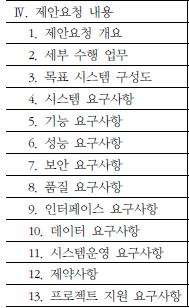 Ⅳ. 제안요청 내용
1. 제안요청 개요
2. 세부 수행 업무
3. 목표 시스템 구성도
4. 시스템 요구사항
5. 기능 요구사항
6. 성능 요구사항
7. 보안 요구사항
8. 품질 요구사항
9. 인터페이스 요구사항
10. 데이터 요구사항
11. 시스템운영 요구사항
12. 제약사항
13. 프로젝트 지원 요구사항